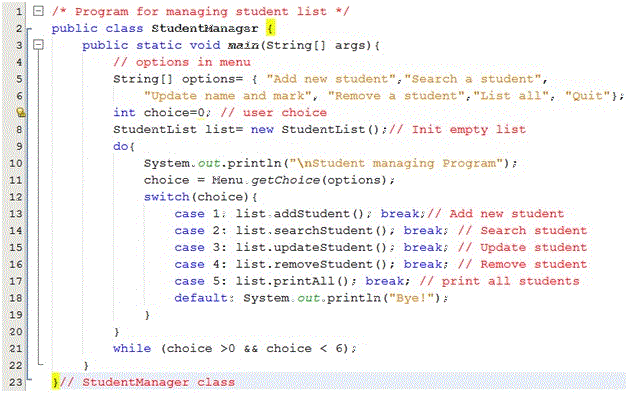 1 /* Program for managing student list */
2 public class StudentManager {
3 public static void main(String[] args){
4 // options in menu
5 String[] options= { "Add new student","Search a student",
6 "Update name and mark", "Remove a student","List all", "Quit"};
int choice=0; // user choice
8 StudentList list= new StudentList();// Init empty list
9 do{
10 System.out.println("\nStudent managing Program");
11 choice = Menu.getChoice(options);
12 switch(choice){
13 case 1: list.addStudent(); break;// Add new student
14 case 2: list.searchStudent(); break; // Search student
15 case 3: list.updateStudent(); break; // Update student
16 case 4: list.removeStudent(); break; // Remove student
17 case 5: list.printAll(); break; // print all students
18 default: System.out.println("Bye!");
19 }
20 }
21 while (choice >0 && choice < 6);
22 }
23 }// StudentManager class